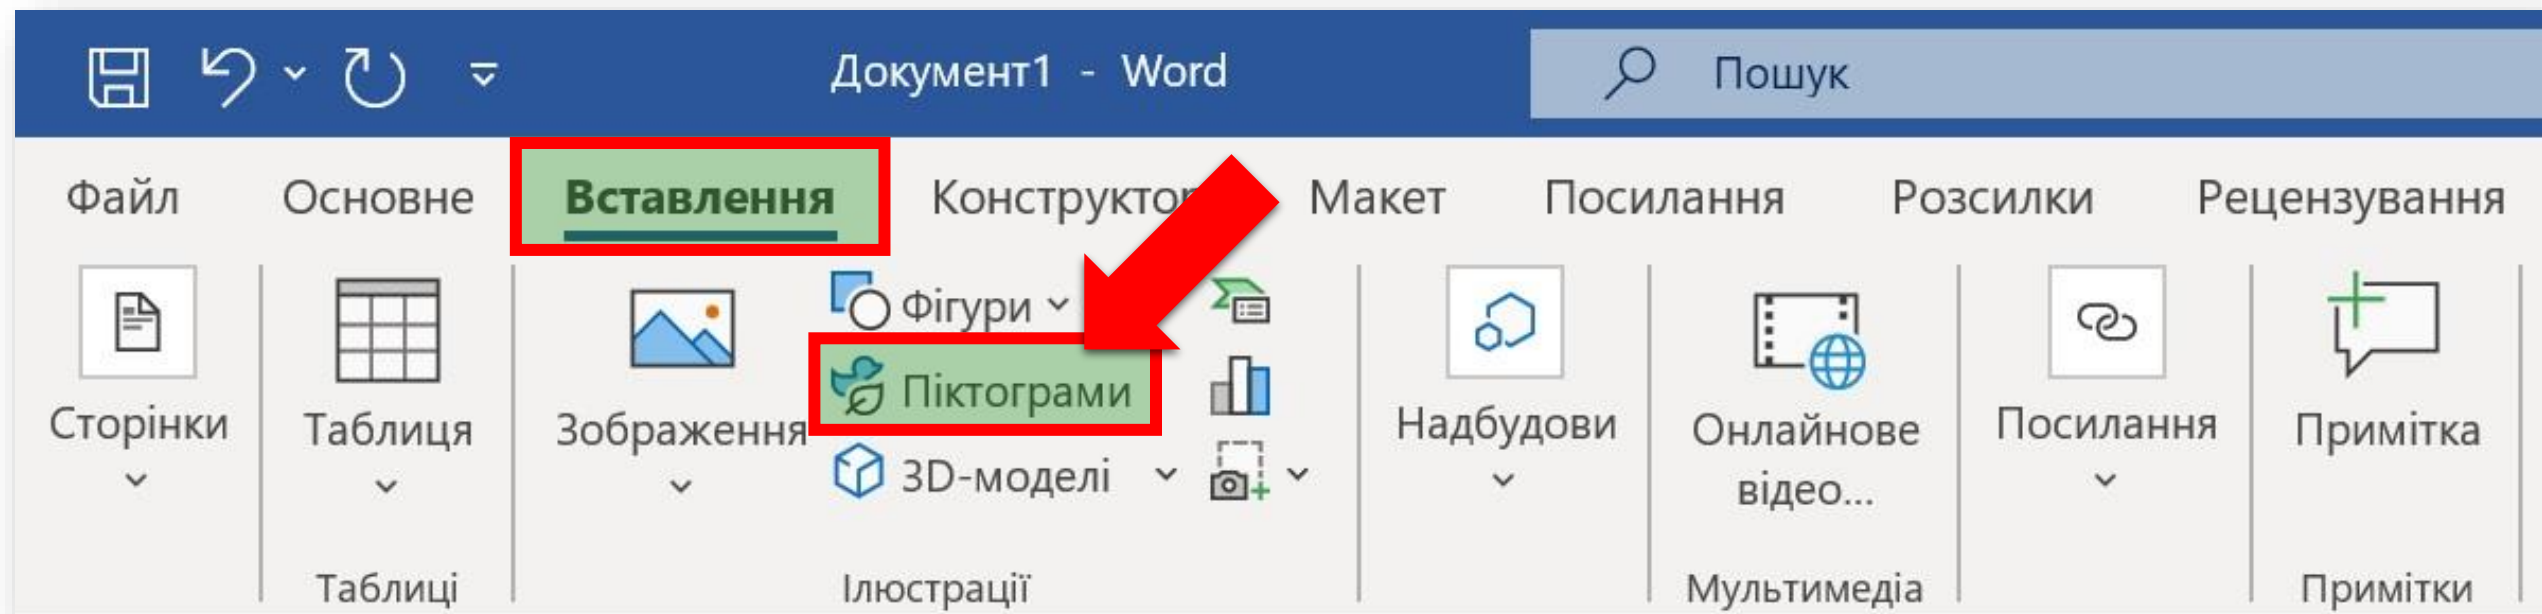 Документ1 - Word
Пошук
Файл Основне Вставлення Конструктор Макет Посилання Розсилки Рецензування
Фігури
Піктограми
3D-моделі
Сторінки
Таблиця
Зображення
Надбудови
Онлайнове
відео...
Посилання
Примітка
Таблиці
Ілюстрації
Мультимедіа
Примітки